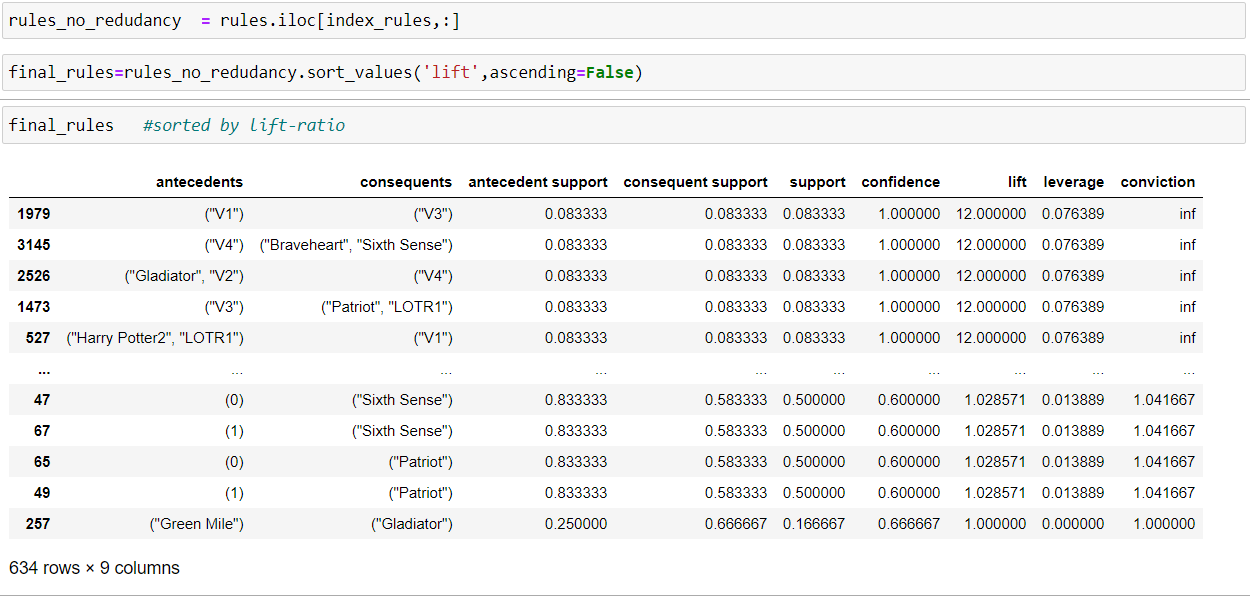 rules_no_redudancy  = rules.iloc[index_rules,:]
final_rules=rules_no_redudancy.sort_values('lift',ascending=False)
final_rules   #sorted by lift-ratio
antecedents consequents antecedent support consequent support support confidence lift leverage conviction
1979 ("V1") ("V3") 0.083333 0.083333 0.083333 1.000000 12.000000 0.076389 inf
3145 ("V4") ("Braveheart", "Sixth Sense") 0.083333 0.083333 0.083333 1.000000 12.000000 0.076389 inf
2526 ("Gladiator", "V2") ("V4") 0.083333 0.083333 0.083333 1.000000 12.000000 0.076389 inf
1473 ("V3") ("Patriot", "LOTR1") 0.083333 0.083333 0.083333 1.000000 12.000000 0.076389 inf
527 ("Harry Potter2", "LOTR1") ("V1") 0.083333 0.083333 0.083333 1.000000 12.000000 0.076389 inf
... ... ... ... ... ... ... ... ... ...
47 (0) ("Sixth Sense") 0.833333 0.583333 0.500000 0.600000 1.028571 0.013889 1.041667
67 (1) ("Sixth Sense") 0.833333 0.583333 0.500000 0.600000 1.028571 0.013889 1.041667
65 (0) ("Patriot") 0.833333 0.583333 0.500000 0.600000 1.028571 0.013889 1.041667
49 (1) ("Patriot") 0.833333 0.583333 0.500000 0.600000 1.028571 0.013889 1.041667
257 ("Green Mile") ("Gladiator") 0.250000 0.666667 0.166667 0.666667 1.000000 0.000000 1.000000
634 rows × 9 columns